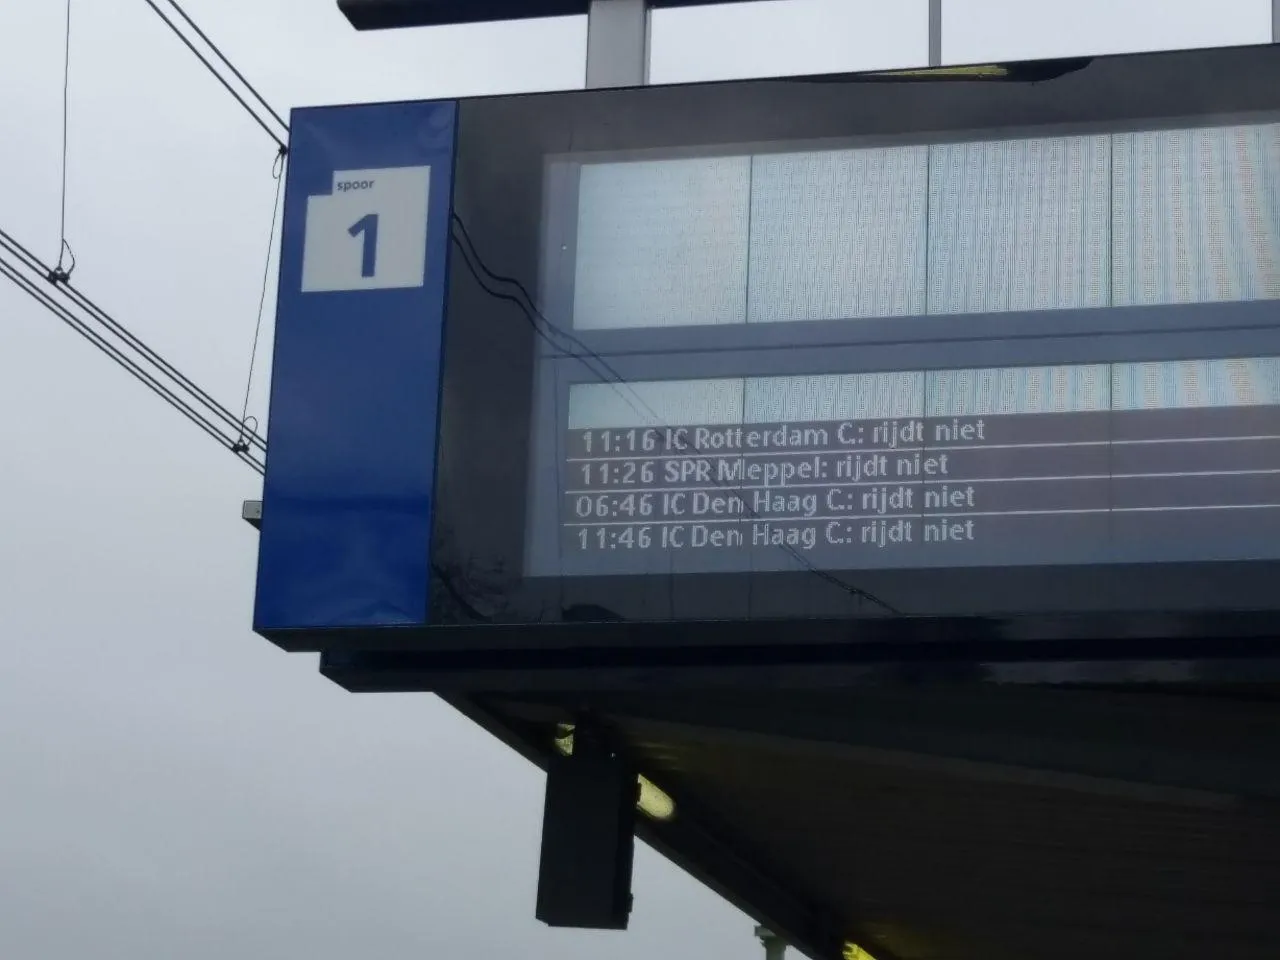 spoor
1
11:16 IC Rotterdam C.: rijdt niet
11:26 SPR Meppel: rijdt niet
06:46 IC Den Haag C.: rijdt niet
11:46 IC Den Haag C.: rijdt niet